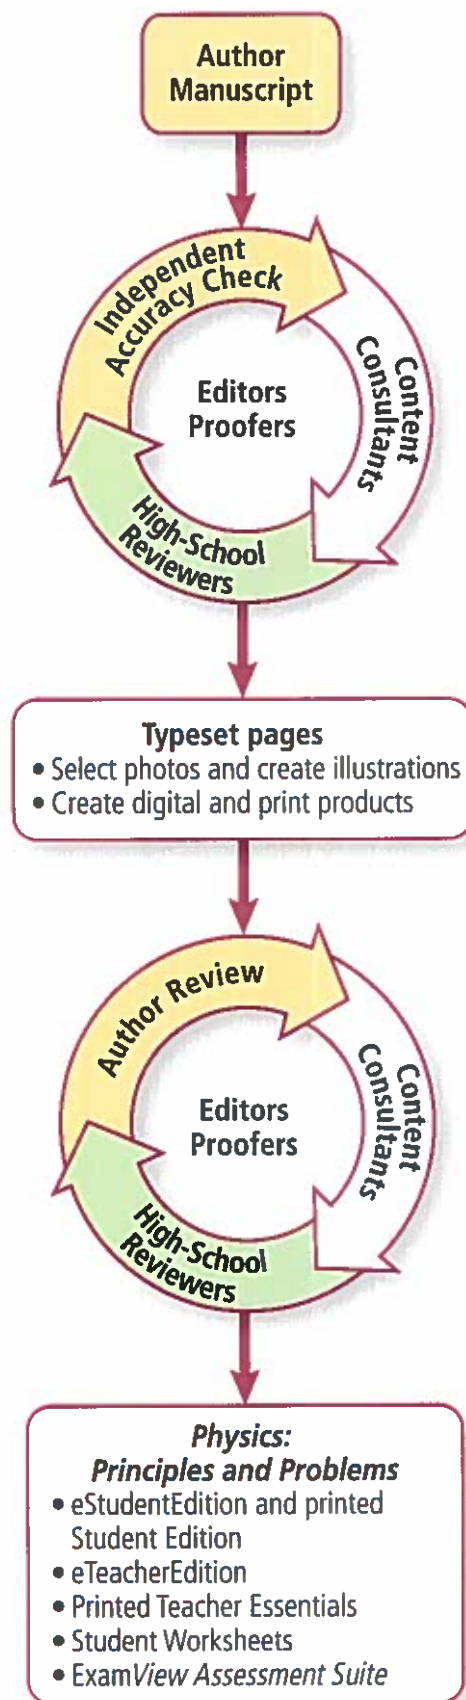 Author
Manuscript
Independent
Accuracy Check
Content
Consultants
High-School
Reviewers
Editors
Proofers
Typeset pages
• Select photos and create illustrations
• Create digital and print products
Author Review
Content
Consultants
High-School
Reviewers
Editors
Proofers
Physics:
Principles and Problems
• eStudentEdition and printed
Student Edition
• eTeacherEdition
• Printed Teacher Essentials
• Student Worksheets
• ExamView Assessment Suite